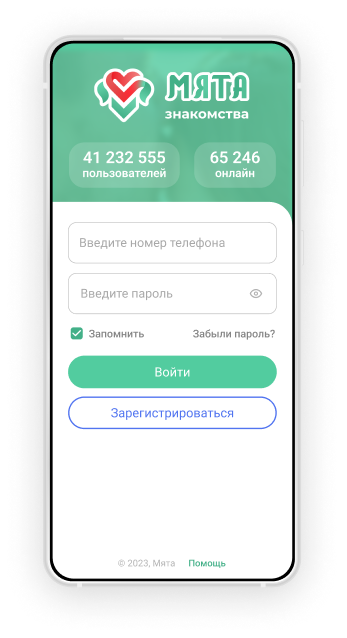 МЯТА
знакомства
41 232 555
пользователей
65 246
онлайн
Введите номер телефона
Введите пароль
Запомнить
Забыли пароль?
Войти
Зарегистрироваться
© 2023, Мята
Помощь